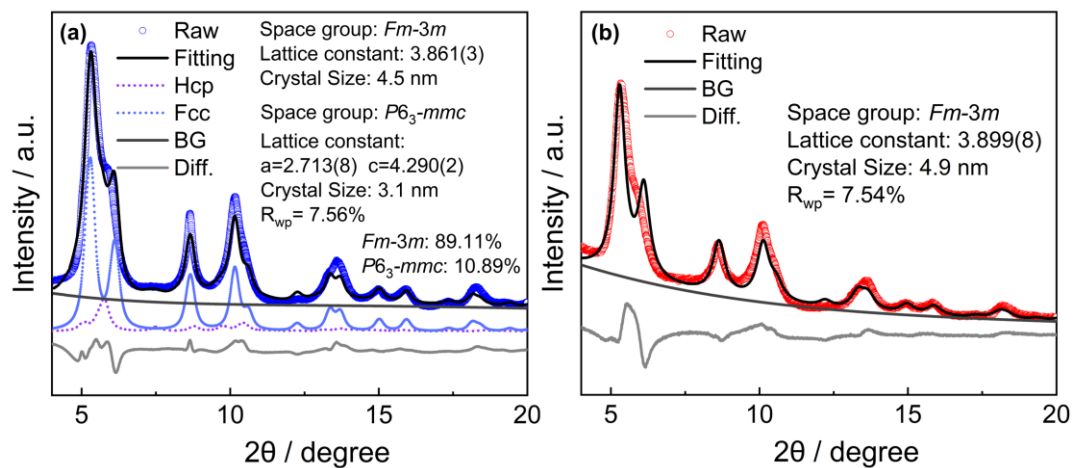 (a)
Raw
Fitting
Hcp
Fcc
BG
Diff.
Space group: Fm-3m
Lattice constant: 3.861(3)
Crystal Size: 4.5 nm
Space group: P6₃-mmc
Lattice constant:
a=2.713(8) c=4.290(2)
Crystal Size: 3.1 nm
R_wp= 7.56%
Fm-3m: 89.11%
P6₃-mmc: 10.89%
Intensity / a.u.
5 10 15 20
2θ / degree
(b)
Raw
Fitting
BG
Diff.
Space group: Fm-3m
Lattice constant: 3.899(8)
Crystal Size: 4.9 nm
R_wp= 7.54%
Intensity / a.u.
5 10 15 20
2θ / degree